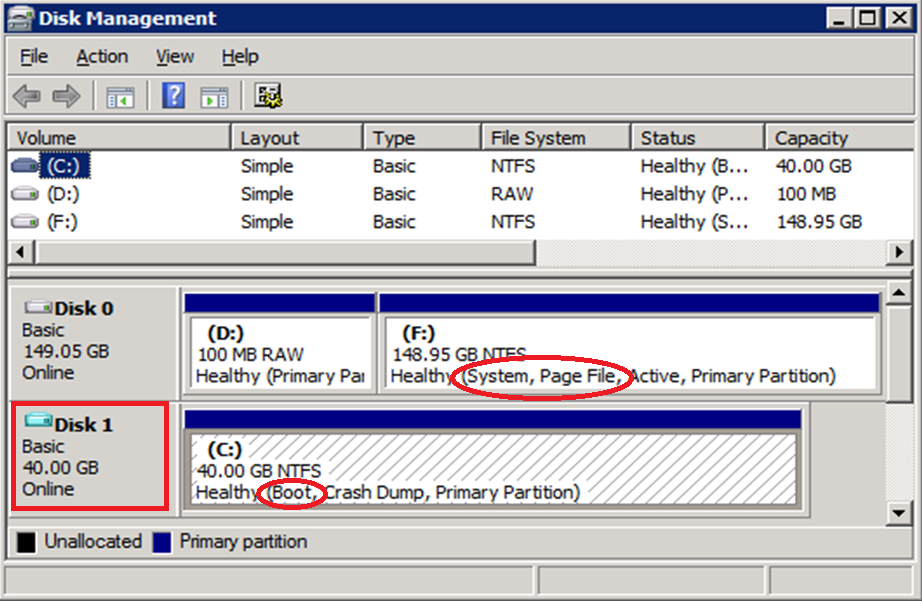 Disk Management
File Action View Help
Volume Layout Type File System Status Capacity
(C:) Simple Basic NTFS Healthy (B... 40.00 GB
(D:) Simple Basic RAW Healthy (P... 100 MB
(F:) Simple Basic NTFS Healthy (S... 148.95 GB
Disk 0
Basic
149.05 GB
Online
(D:)
100 MB RAW
Healthy (Primary Par
(F:)
148.95 GB NTFS
Healthy (System, Page File, Active, Primary Partition)
Disk 1
Basic
40.00 GB
Online
(C:)
40.00 GB NTFS
Healthy (Boot, Crash Dump, Primary Partition)
Unallocated Primary partition